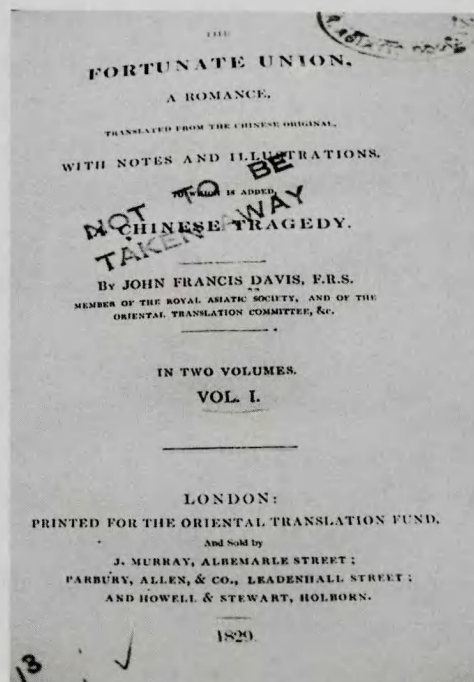 THE
FORTUNATE UNION,
A ROMANCE,
TRANSLATED FROM THE CHINESE ORIGINAL,
WITH NOTES AND ILLUSTRATIONS.
TO WHICH IS ADDED,
A CHINESE TRAGEDY.
NOT TO BE
TAKEN AWAY
BY JOHN FRANCIS DAVIS, F.R.S.
MEMBER OF THE ROYAL ASIATIC SOCIETY, AND OF THE
ORIENTAL TRANSLATION COMMITTEE, &c.
IN TWO VOLUMES.
VOL. I.
LONDON:
PRINTED FOR THE ORIENTAL TRANSLATION FUND,
And Sold by
J. MURRAY, ALBEMARLE STREET;
PARBURY, ALLEN, & CO., LEADENHALL STREET;
AND HOWELL & STEWART, HOLBORN.
1829.